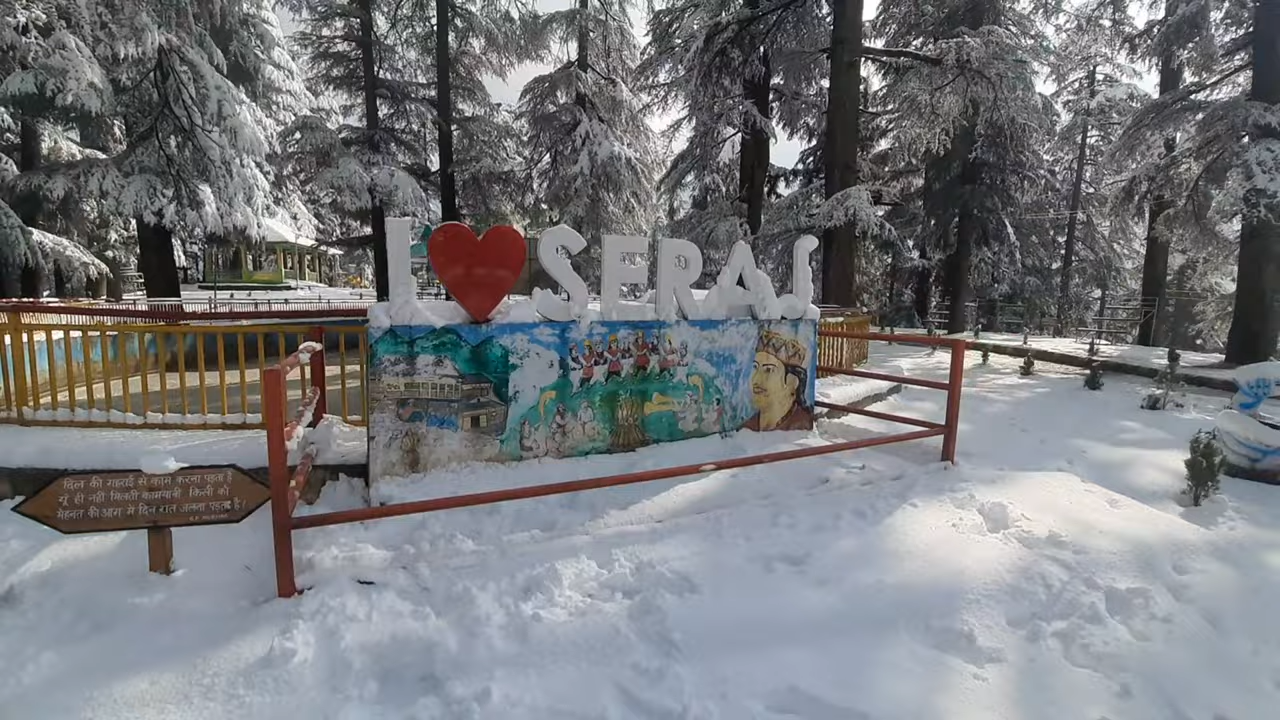 I ❤ SERAJ
दिल की गहराई से काम करना पड़ता है
यूं ही नहीं मिलती कामयाबी किसी को
मेहनत की आग में दिन रात जलना पड़ता है।